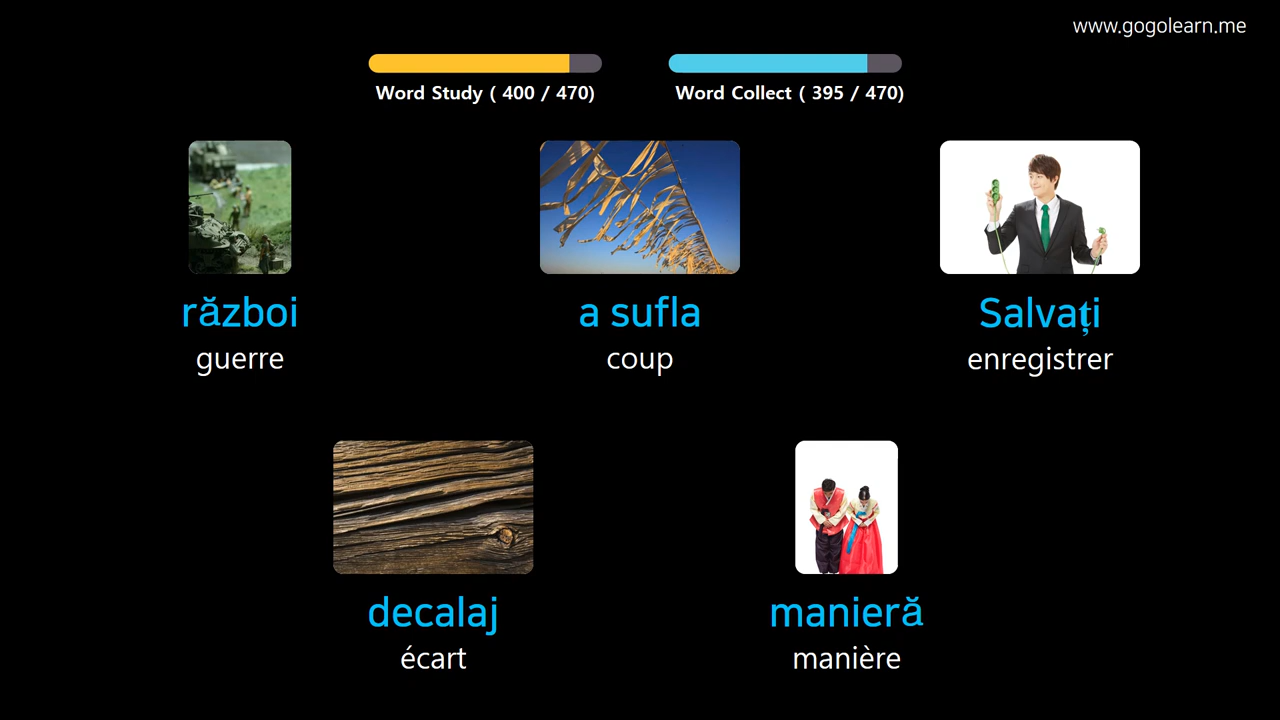 www.gogolearn.me
Word Study ( 400 / 470)
Word Collect ( 395 / 470)
război
guerre
a sufla
coup
Salvați
enregistrer
decalaj
écart
manieră
manière